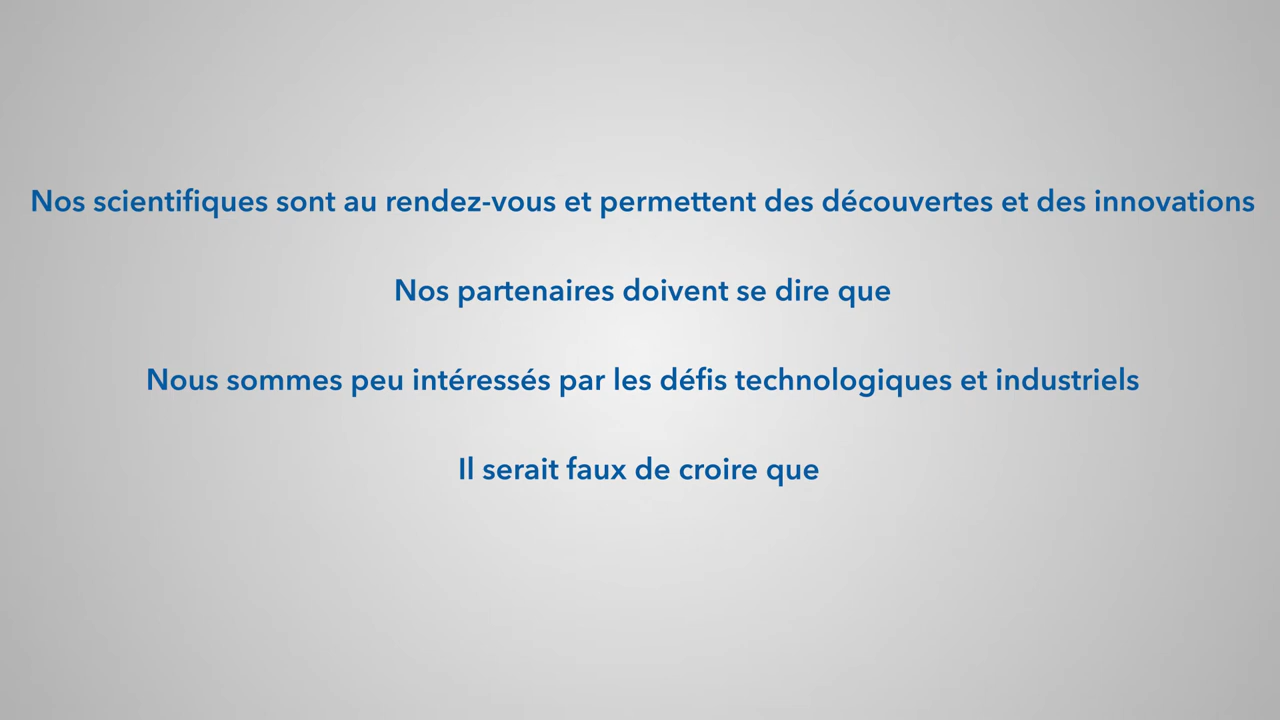 Nos scientifiques sont au rendez-vous et permettent des découvertes et des innovations
Nos partenaires doivent se dire que
Nous sommes peu intéressés par les défis technologiques et industriels
Il serait faux de croire que